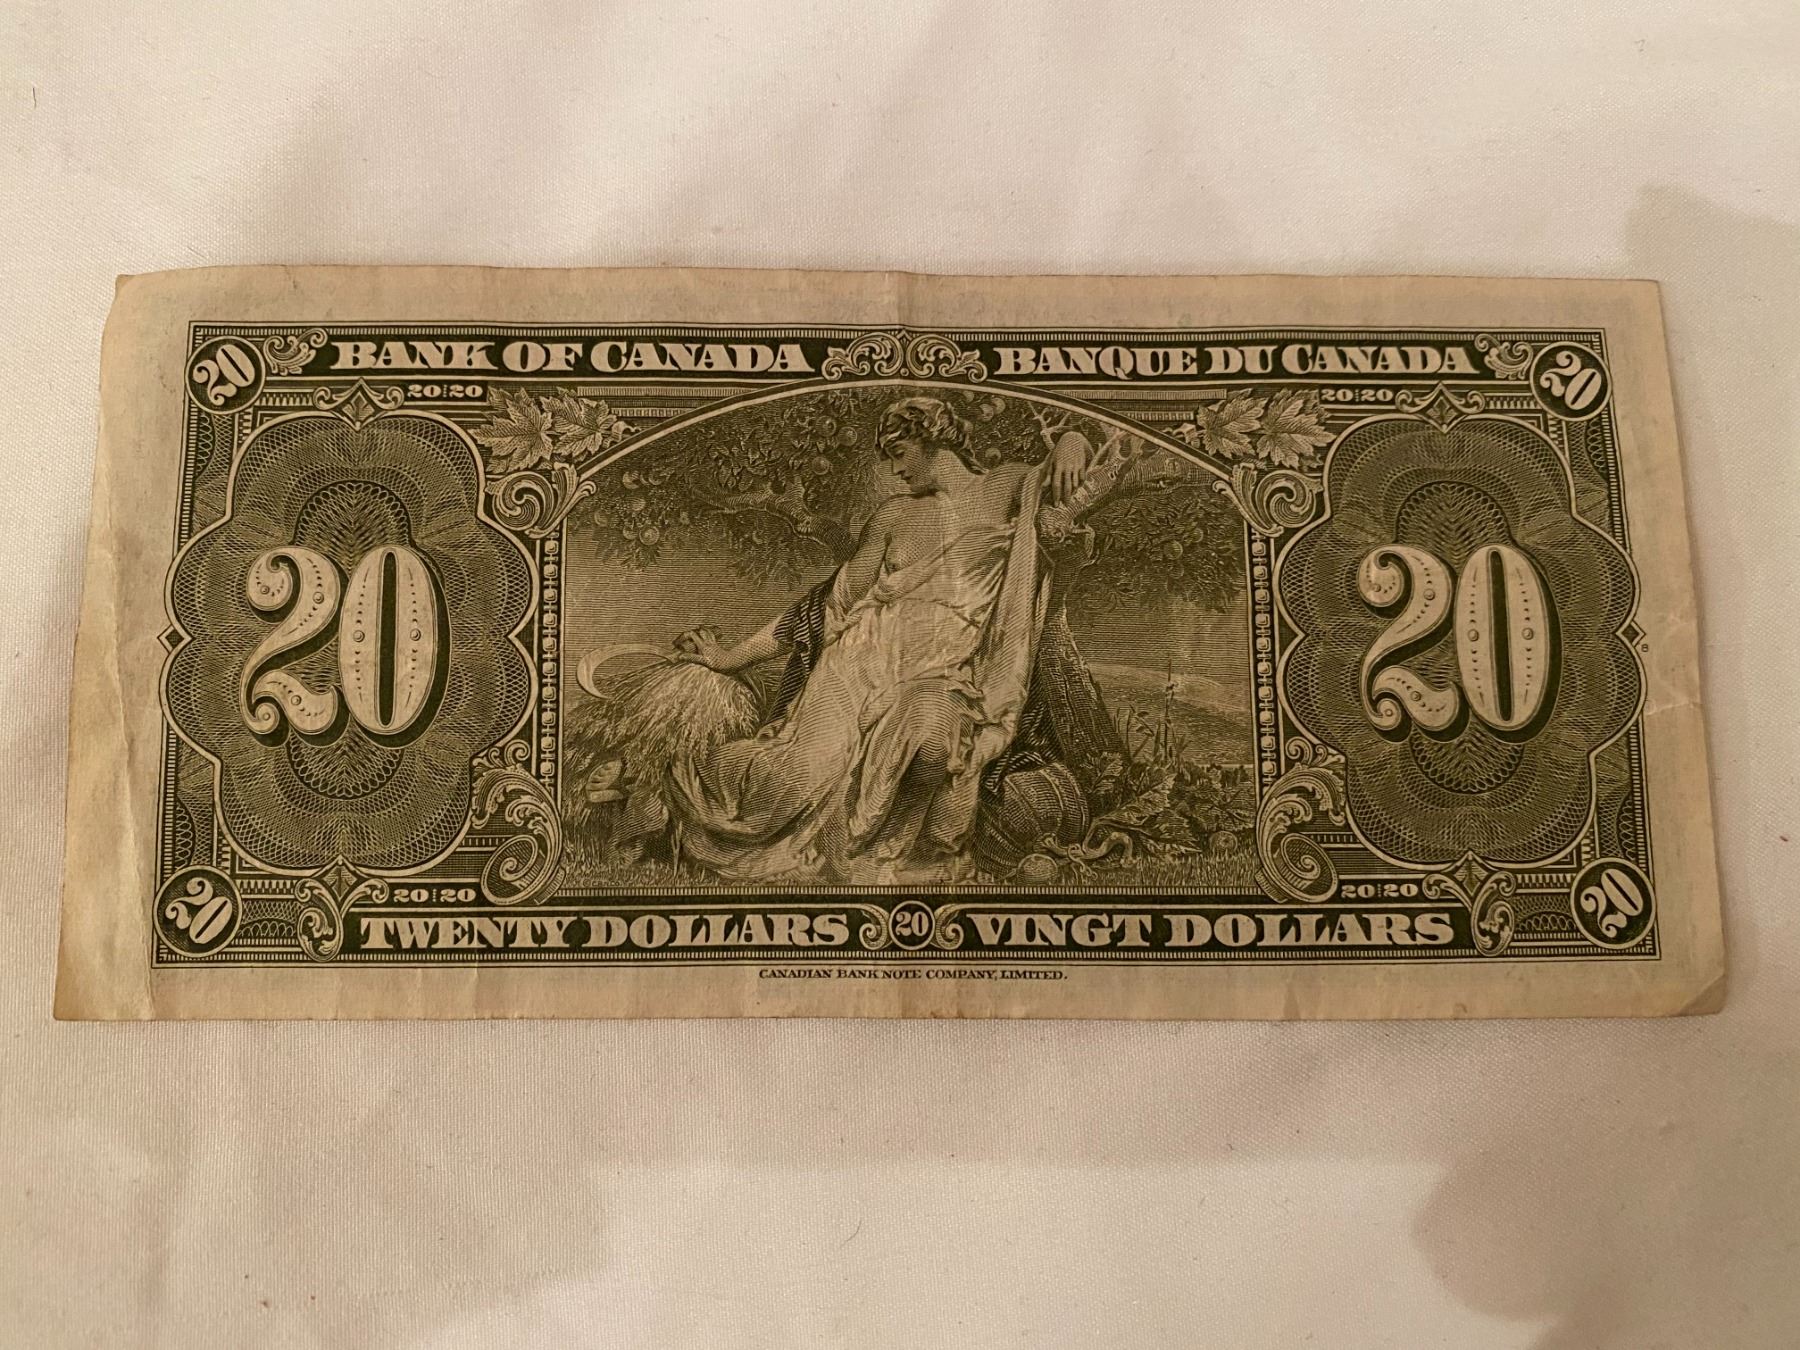 20 BANK OF CANADA BANQUE DU CANADA 20
20 20 20 20
20 20
20 20 20 20
20 TWENTY DOLLARS 20 VINGT DOLLARS 20
CANADIAN BANK NOTE COMPANY, LIMITED.